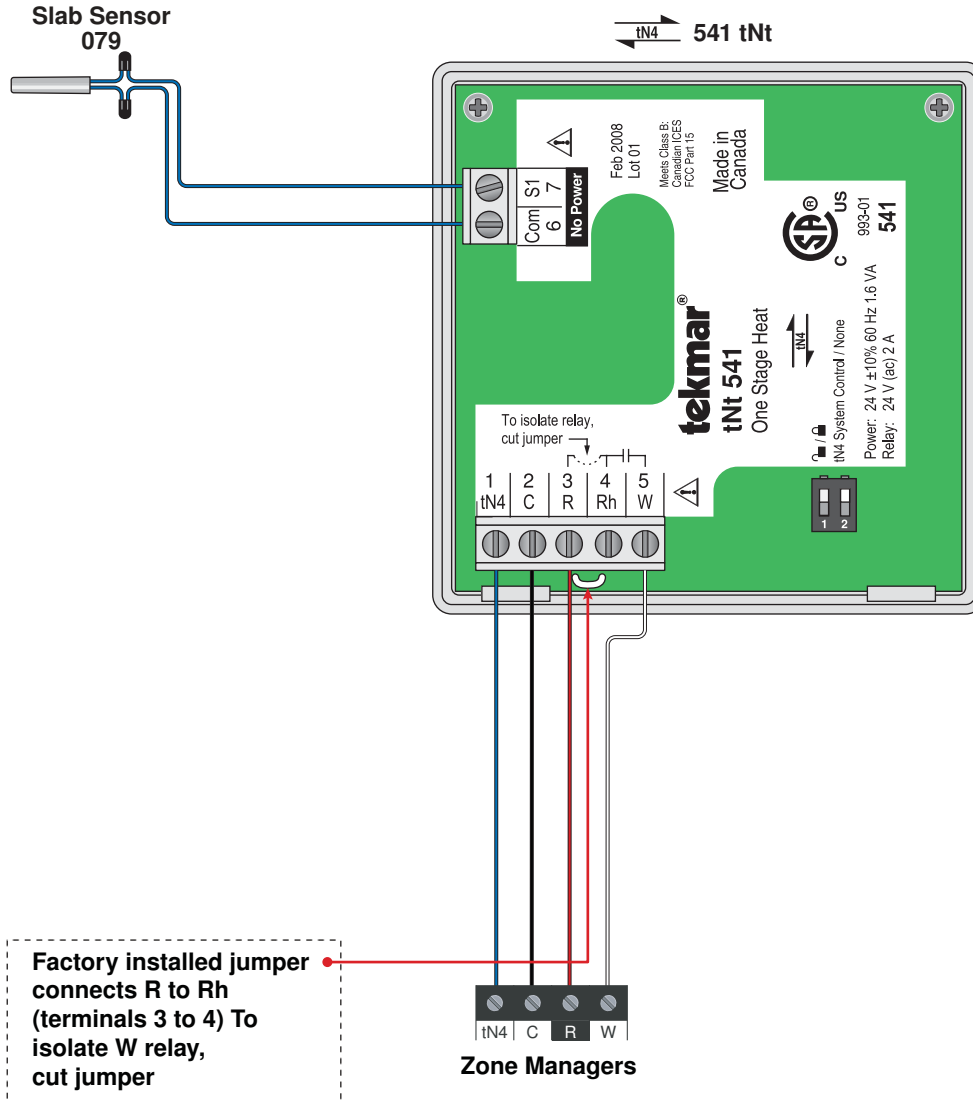 Slab Sensor
079
tN4
541 tNt
S1
7
Com
6
No Power
Feb 2008
Lot 01
Meets Class B:
Canadian ICES
FCC Part 15
Made in
Canada
SA®
C
US
993-01
541
tekmar®
tNt 541
One Stage Heat
tN4
tN4 System Control / None
Power: 24 V ±10% 60 Hz 1.6 VA
Relay: 24 V (ac) 2 A
1 2
To isolate relay,
cut jumper
1 2 3 4 5
tN4 C R Rh W
Factory installed jumper
connects R to Rh
(terminals 3 to 4) To
isolate W relay,
cut jumper
tN4 C R W
Zone Managers